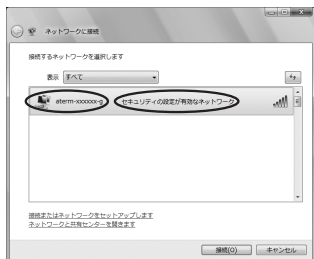 ネットワークに接続
接続するネットワークを選択します
表示 すべて
aterm-xxxxxx-g セキュリティの設定が有効なネットワーク
接続またはネットワークをセットアップします
ネットワークと共有センターを開きます
接続(O) キャンセル